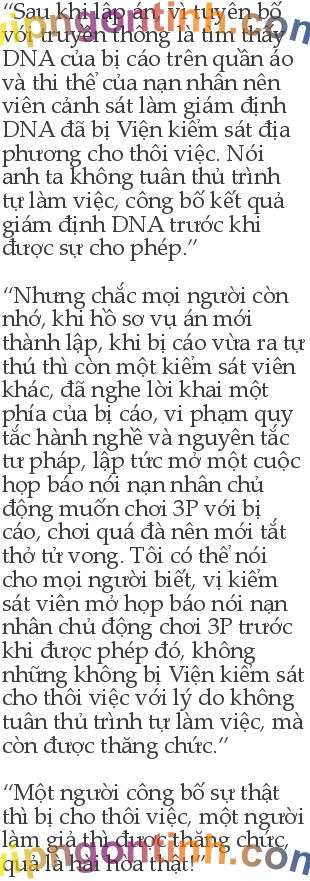 “Sau khi lập án, vì tuyên bố
với truyền thông là tìm thấy
DNA của bị cáo trên quần áo
và thi thể của nạn nhân nên
viên cảnh sát làm giám định
DNA đã bị Viện kiểm sát địa
phương cho thôi việc. Nói
anh ta không tuân thủ trình
tự làm việc, công bố kết quả
giám định DNA trước khi
được sự cho phép.”
“Nhưng chắc mọi người còn
nhớ, khi hồ sơ vụ án mới
thành lập, khi bị cáo vừa ra tự
thú thì còn một kiểm sát viên
khác, đã nghe lời khai một
phía của bị cáo, vi phạm quy
tắc hành nghề và nguyên tắc
tư pháp, lập tức mở một cuộc
họp báo nói nạn nhân chủ
động muốn chơi 3P với bị
cáo, chơi quá đà nên mới tắt
thở tử vong. Tôi có thể nói
cho mọi người biết, vị kiểm
sát viên mở họp báo nói nạn
nhân chủ động chơi 3P trước
khi được phép đó, không
những không bị Viện kiểm sát
cho thôi việc với lý do không
tuân thủ trình tự làm việc, mà
còn được thăng chức.”
“Một người công bố sự thật
thì bị cho thôi việc, một người
làm giả thì được thăng chức,
quả là hài hòa thật!”
vipngontinh.com
vipngontinh.com